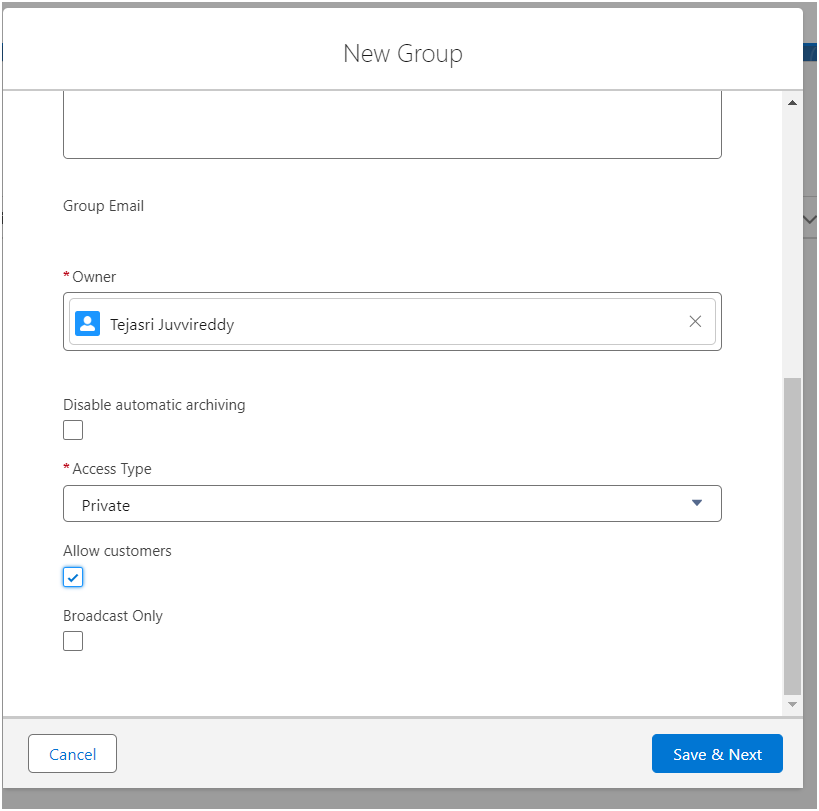 New Group
Group Email
*Owner
Tejasri Juvvireddy
Disable automatic archiving
*Access Type
Private
Allow customers
Broadcast Only
Cancel
Save & Next